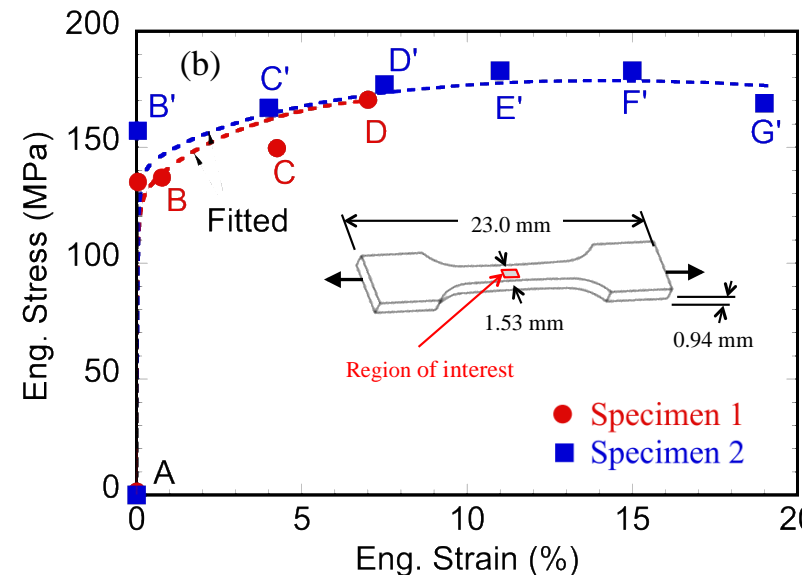 200
(b)
D'
C'
B'
E'
F'
G'
150
D
C
B
Fitted
23.0 mm
100
1.53 mm
0.94 mm
Region of interest
50
Specimen 1
Specimen 2
A
0
0
5
10
15
20
Eng. Strain (%)
Eng. Stress (MPa)